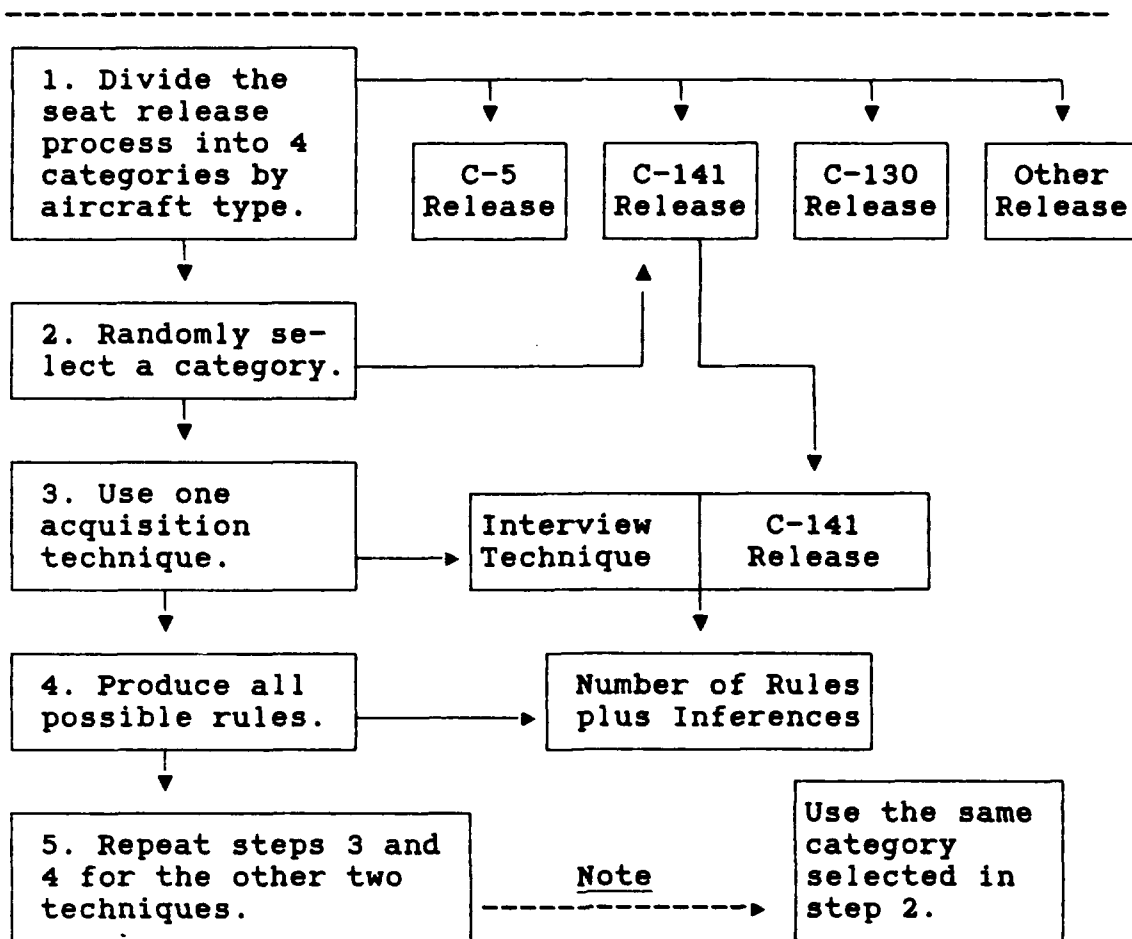 1. Divide the
seat release
process into 4
categories by
aircraft type.
C-5
Release
C-141
Release
C-130
Release
Other
Release
2. Randomly se-
lect a category.
3. Use one
acquisition
technique.
Interview
Technique
C-141
Release
4. Produce all
possible rules.
Number of Rules
plus Inferences
5. Repeat steps 3 and
4 for the other two
techniques.
Note
Use the same
category
selected in
step 2.